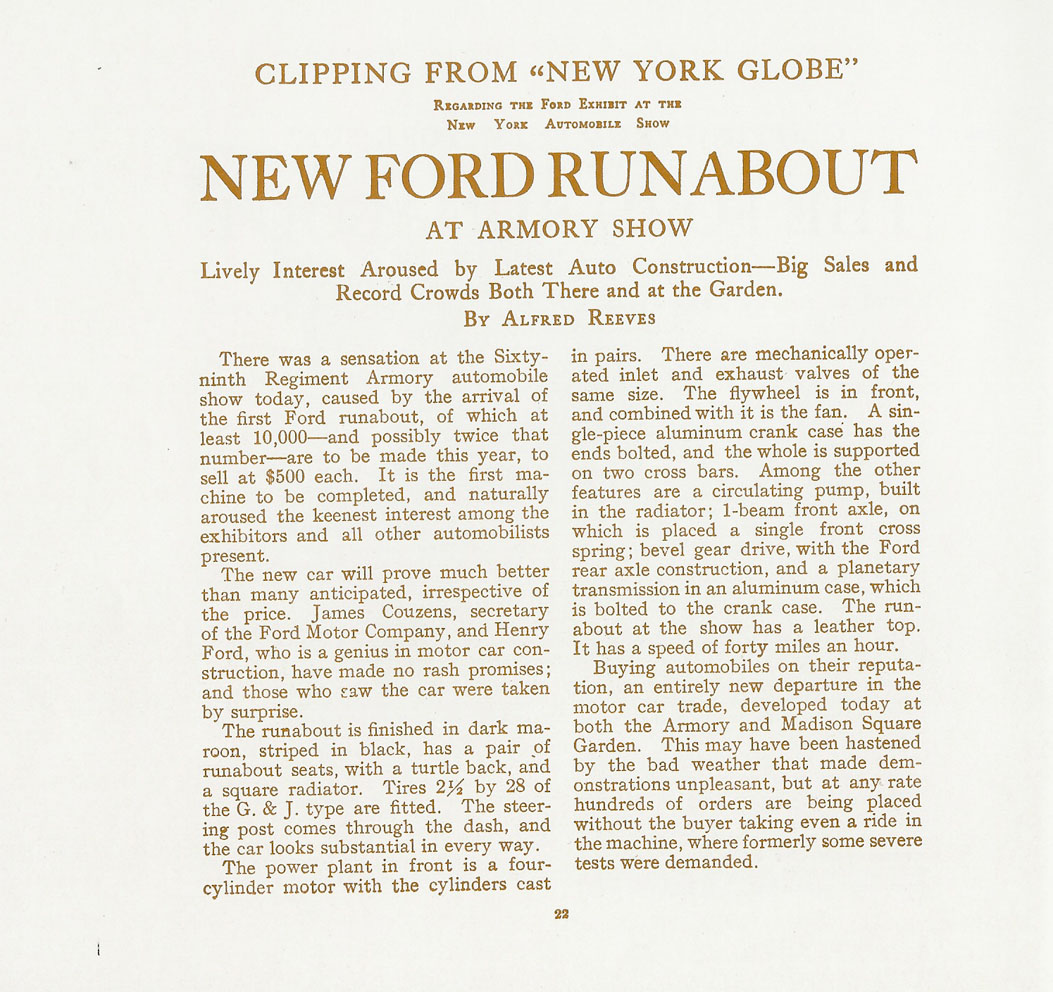 CLIPPING FROM “NEW YORK GLOBE”
Regarding the Ford Exhibit at the
New York Automobile Show
NEW FORD RUNABOUT
AT ARMORY SHOW
Lively Interest Aroused by Latest Auto Construction—Big Sales and
Record Crowds Both There and at the Garden.
By Alfred Reeves
There was a sensation at the Sixty-
ninth Regiment Armory automobile
show today, caused by the arrival of
the first Ford runabout, of which at
least 10,000—and possibly twice that
number—are to be made this year, to
sell at $500 each. It is the first ma-
chine to be completed, and naturally
aroused the keenest interest among the
exhibitors and all other automobilists
present.
The new car will prove much better
than many anticipated, irrespective of
the price. James Couzens, secretary
of the Ford Motor Company, and Henry
Ford, who is a genius in motor car con-
struction, have made no rash promises;
and those who saw the car were taken
by surprise.
The runabout is finished in dark ma-
roon, striped in black, has a pair of
runabout seats, with a turtle back, and
a square radiator. Tires 2½ by 28 of
the G. & J. type are fitted. The steer-
ing post comes through the dash, and
the car looks substantial in every way.
The power plant in front is a four-
cylinder motor with the cylinders cast
in pairs. There are mechanically oper-
ated inlet and exhaust valves of the
same size. The flywheel is in front,
and combined with it is the fan. A sin-
gle-piece aluminum crank case has the
ends bolted, and the whole is supported
on two cross bars. Among the other
features are a circulating pump, built
in the radiator; 1-beam front axle, on
which is placed a single front cross
spring; bevel gear drive, with the Ford
rear axle construction, and a planetary
transmission in an aluminum case, which
is bolted to the crank case. The run-
about at the show has a leather top.
It has a speed of forty miles an hour.
Buying automobiles on their reputa-
tion, an entirely new departure in the
motor car trade, developed today at
both the Armory and Madison Square
Garden. This may have been hastened
by the bad weather that made dem-
onstrations unpleasant, but at any rate
hundreds of orders are being placed
without the buyer taking even a ride in
the machine, where formerly some severe
tests were demanded.
22